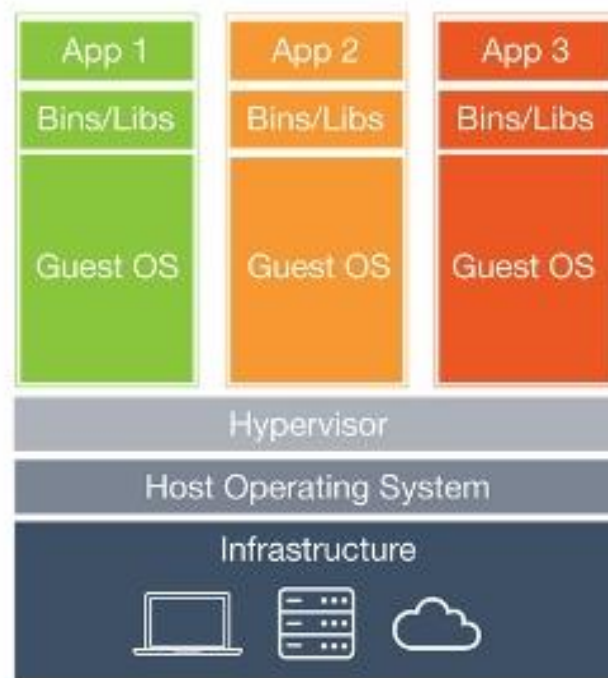 App 1
App 2
App 3
Bins/Libs
Bins/Libs
Bins/Libs
Guest OS
Guest OS
Guest OS
Hypervisor
Host Operating System
Infrastructure